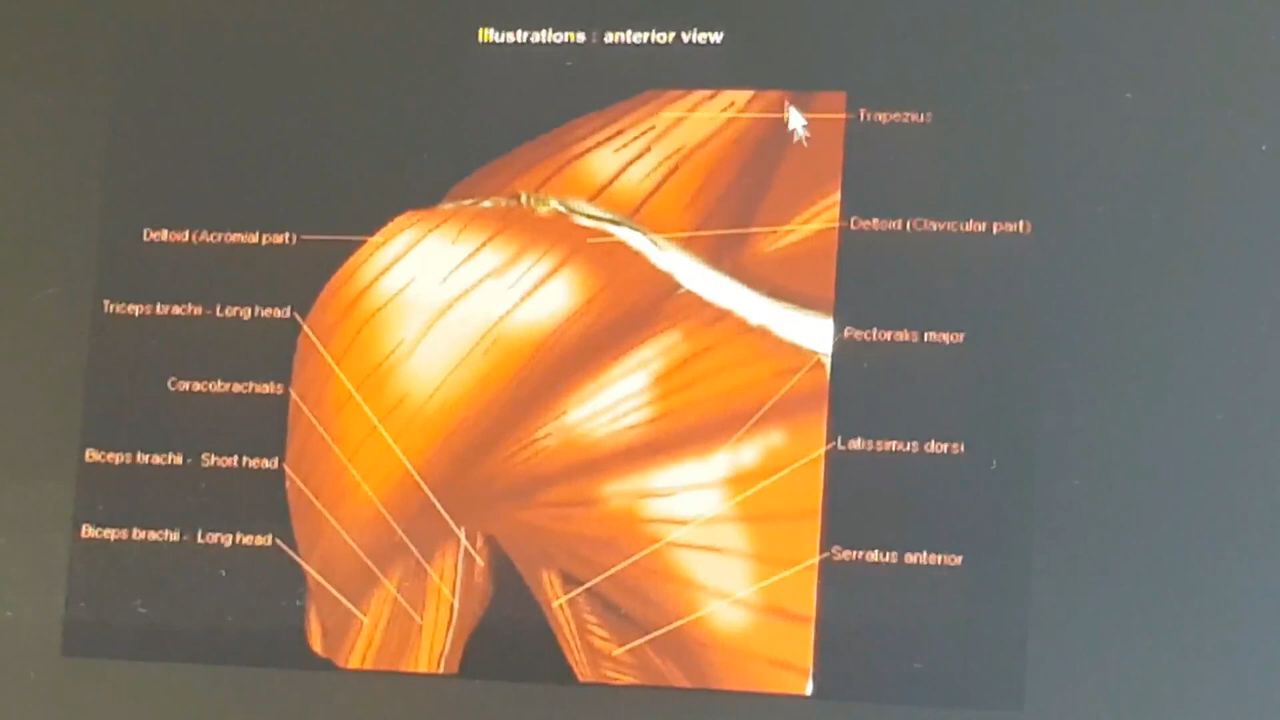 Illustrations : anterior view
Trapezius
Deltoid (Clavicular part)
Deltoid (Acromial part)
Triceps brachii - Long head
Pectoralis major
Coracobrachialis
Latissimus dorsi
Biceps brachii - Short head
Biceps brachii - Long head
Serratus anterior